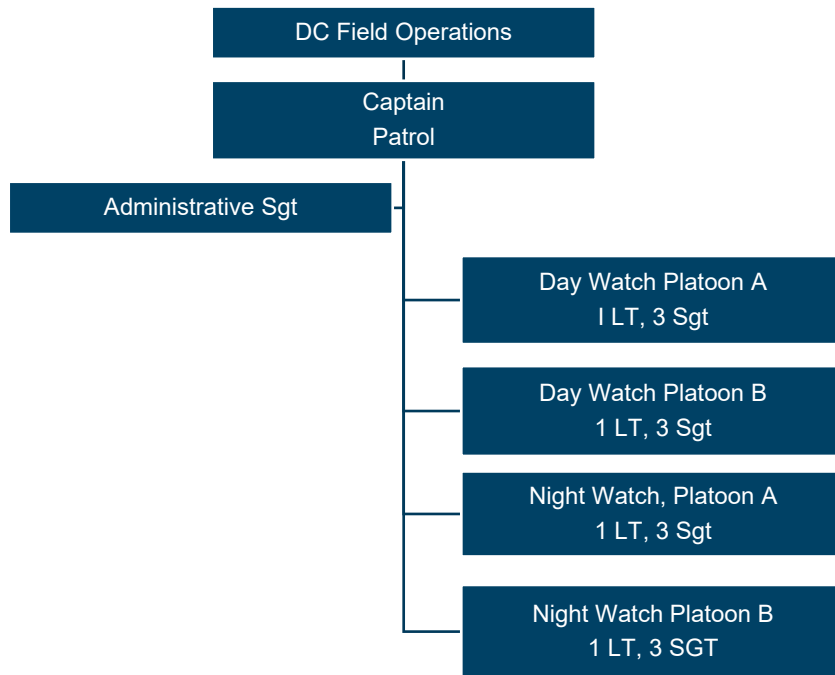 DC Field Operations
Captain
Patrol
Administrative Sgt
Day Watch Platoon A
I LT, 3 Sgt
Day Watch Platoon B
1 LT, 3 Sgt
Night Watch, Platoon A
1 LT, 3 Sgt
Night Watch Platoon B
1 LT, 3 SGT